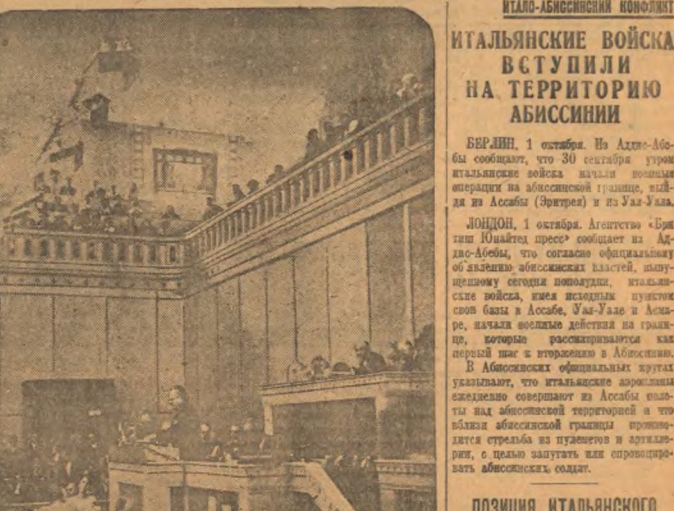 ИТАЛО-АБИССИНСКИЙ КОНФЛИКТ
ИТАЛЬЯНСКИЕ ВОЙСКА
ВСТУПИЛИ
НА ТЕРРИТОРИЮ
АБИССИНИИ
БЕРЛИН, 1 октября. Из Аддис-Абе-
бы сообщают, что 30 сентября утром
итальянские войска начали военные
операции на абиссинской границе, вый-
дя из Ассабы (Эритрея) и из Уал-Уала.
ЛОНДОН, 1 октября. Агентство «Бри
тиш Юнайтед пресс» сообщает из Ад-
дис-Абебы, что согласно официальному
об'явлению абиссинских властей, выпу-
щенному сегодня пополудни, итальян-
ские войска, имея исходным пунктом
свои базы в Ассабе, Уал-Уале и Асма-
ре, начали военные действия на грани-
це, которые рассматриваются как
первый шаг к вторжению в Абиссинию.
В Абиссинских официальных кругах
указывают, что итальянские аэропланы
ежедневно совершают из Ассабы поле-
ты над абиссинской территорией и что
вблизи абиссинской границы произво-
дится стрельба из пулеметов и артилле-
рии, с целью запугать или спровоциро-
вать абиссинских солдат.
ПОЗИЦИЯ ИТАЛЬЯНСКОГО